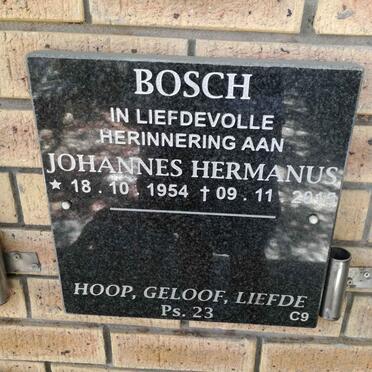 BOSCH
IN LIEFDEVOLLE
HERINNERING AAN
JOHANNES HERMANUS
★ 18 . 10 . 1954 † 09 . 11 .
HOOP, GELOOF, LIEFDE
Ps. 23
C9